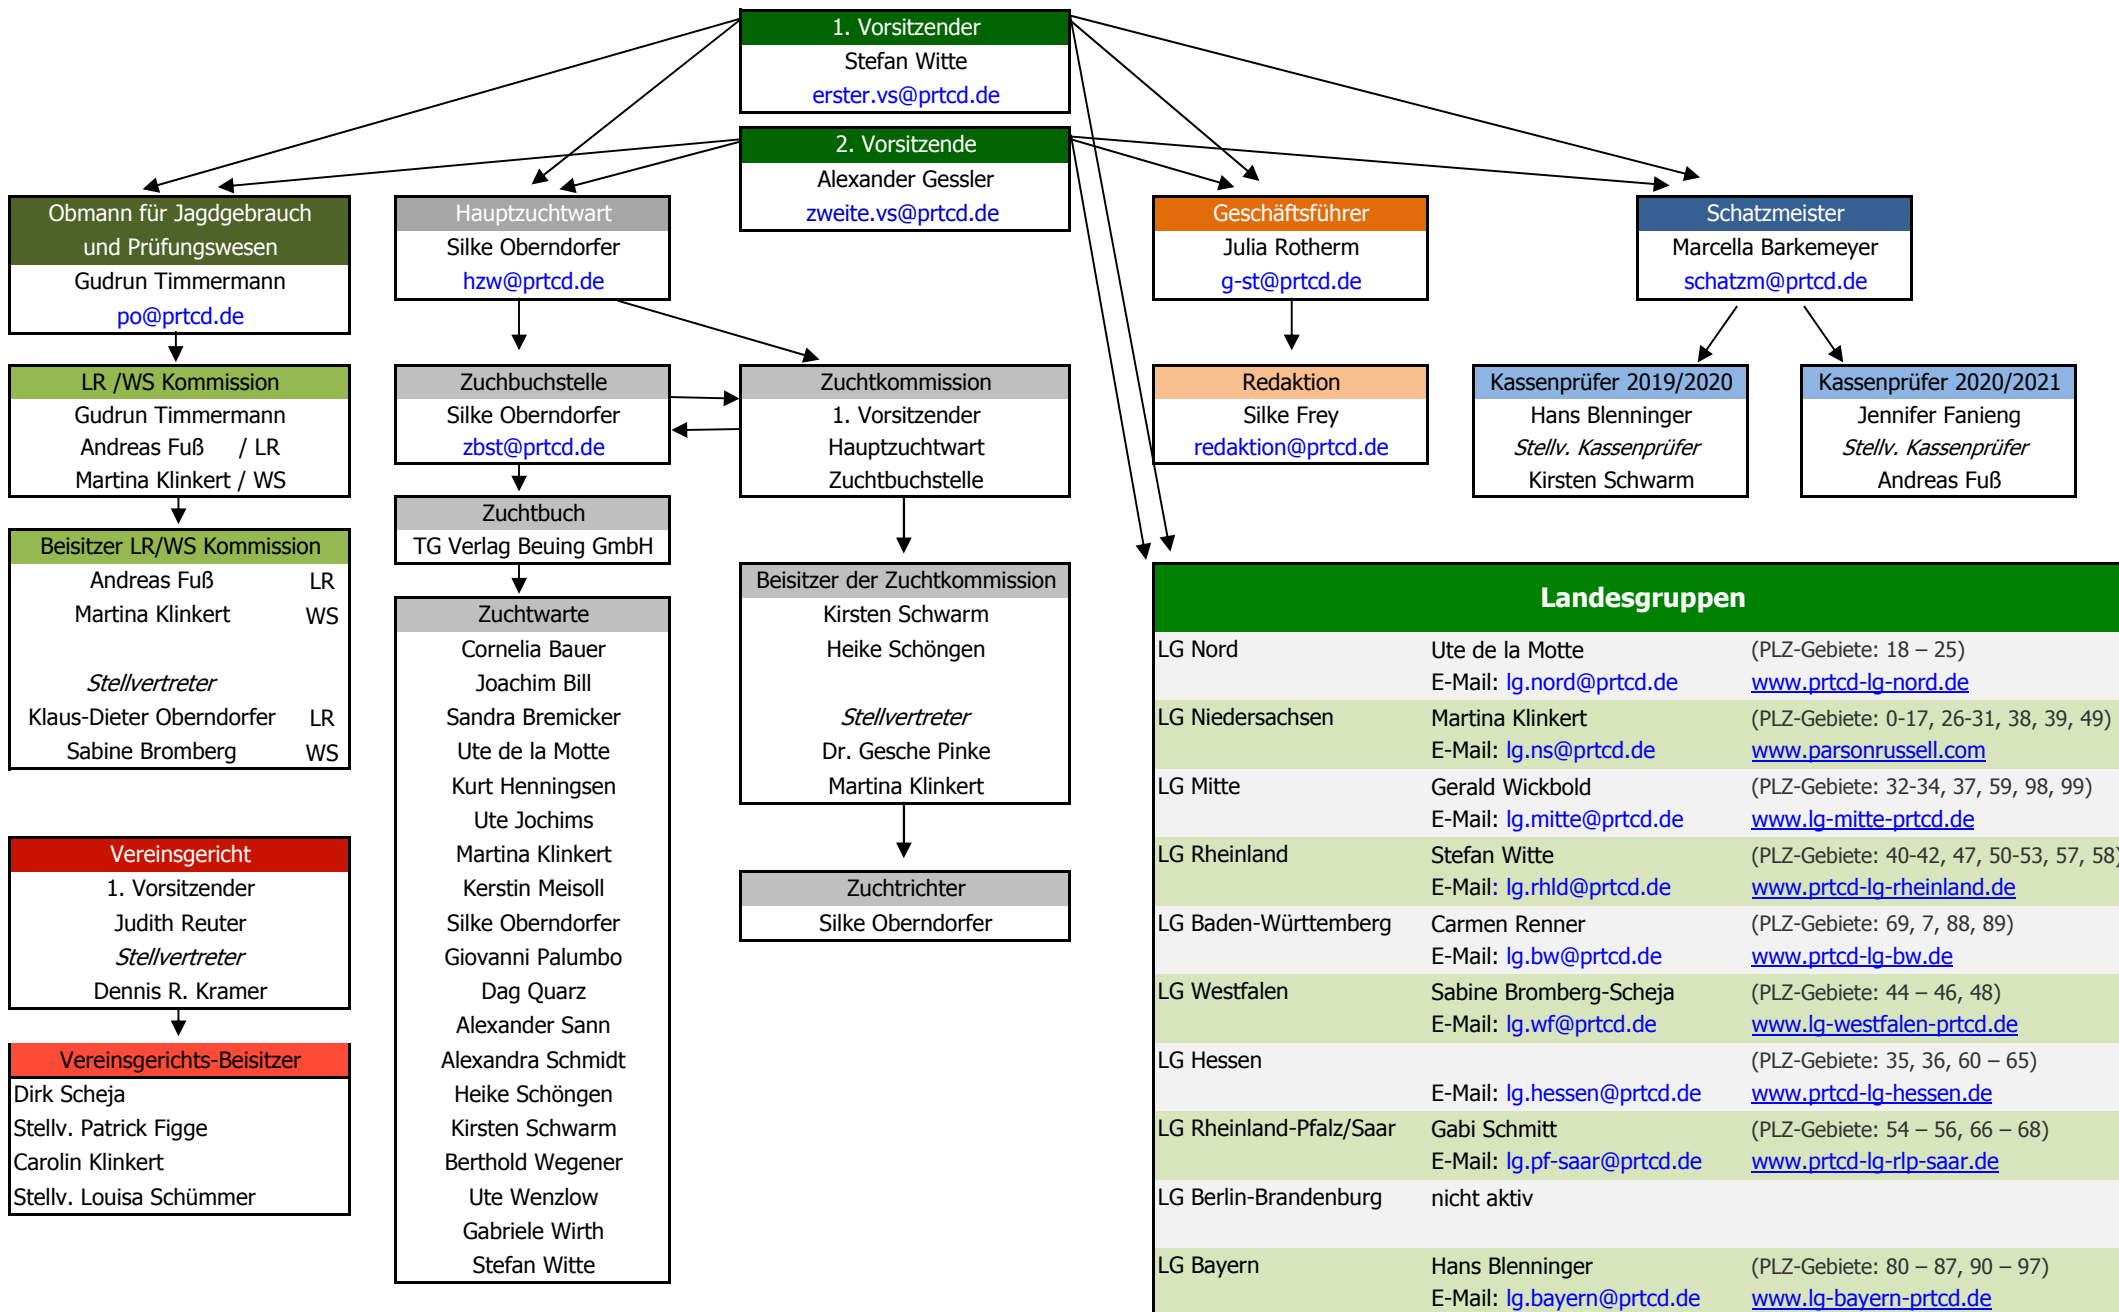 1. Vorsitzender
Stefan Witte
erster.vs@prtcd.de
2. Vorsitzende
Alexander Gessler
zweite.vs@prtcd.de
Obmann für Jagdgebrauch
und Prüfungswesen
Gudrun Timmermann
po@prtcd.de
Hauptzuchtwart
Silke Oberndorfer
hzw@prtcd.de
Geschäftsführer
Julia Rotherm
g-st@prtcd.de
Schatzmeister
Marcella Barkemeyer
schatzm@prtcd.de
LR /WS Kommission
Gudrun Timmermann
Andreas Fuß / LR
Martina Klinkert / WS
Zuchbuchstelle
Silke Oberndorfer
zbst@prtcd.de
Zuchtkommission
1. Vorsitzender
Hauptzuchtwart
Zuchtbuchstelle
Redaktion
Silke Frey
redaktion@prtcd.de
Kassenprüfer 2019/2020
Hans Blenninger
Stellv. Kassenprüfer
Kirsten Schwarm
Kassenprüfer 2020/2021
Jennifer Fanieng
Stellv. Kassenprüfer
Andreas Fuß
Beisitzer LR/WS Kommission
Andreas Fuß LR
Martina Klinkert WS
Stellvertreter
Klaus-Dieter Oberndorfer LR
Sabine Bromberg WS
Zuchtbuch
TG Verlag Beuing GmbH
Zuchtwarte
Cornelia Bauer
Joachim Bill
Sandra Bremicker
Ute de la Motte
Kurt Henningsen
Ute Jochims
Martina Klinkert
Kerstin Meisoll
Silke Oberndorfer
Giovanni Palumbo
Dag Quarz
Alexander Sann
Alexandra Schmidt
Heike Schöngen
Kirsten Schwarm
Berthold Wegener
Ute Wenzlow
Gabriele Wirth
Stefan Witte
Beisitzer der Zuchtkommission
Kirsten Schwarm
Heike Schöngen
Stellvertreter
Dr. Gesche Pinke
Martina Klinkert
Zuchtrichter
Silke Oberndorfer
Vereinsgericht
1. Vorsitzender
Judith Reuter
Stellvertreter
Dennis R. Kramer
Vereinsgerichts-Beisitzer
Dirk Scheja
Stellv. Patrick Figge
Carolin Klinkert
Stellv. Louisa Schümmer
Landesgruppen
LG Nord Ute de la Motte (PLZ-Gebiete: 18 – 25)
E-Mail: lg.nord@prtcd.de www.prtcd-lg-nord.de
LG Niedersachsen Martina Klinkert (PLZ-Gebiete: 0-17, 26-31, 38, 39, 49)
E-Mail: lg.ns@prtcd.de www.parsonrussell.com
LG Mitte Gerald Wickbold (PLZ-Gebiete: 32-34, 37, 59, 98, 99)
E-Mail: lg.mitte@prtcd.de www.lg-mitte-prtcd.de
LG Rheinland Stefan Witte (PLZ-Gebiete: 40-42, 47, 50-53, 57, 58)
E-Mail: lg.rhld@prtcd.de www.prtcd-lg-rheinland.de
LG Baden-Württemberg Carmen Renner (PLZ-Gebiete: 69, 7, 88, 89)
E-Mail: lg.bw@prtcd.de www.prtcd-lg-bw.de
LG Westfalen Sabine Bromberg-Scheja (PLZ-Gebiete: 44 – 46, 48)
E-Mail: lg.wf@prtcd.de www.lg-westfalen-prtcd.de
LG Hessen (PLZ-Gebiete: 35, 36, 60 – 65)
E-Mail: lg.hessen@prtcd.de www.prtcd-lg-hessen.de
LG Rheinland-Pfalz/Saar Gabi Schmitt (PLZ-Gebiete: 54 – 56, 66 – 68)
E-Mail: lg.pf-saar@prtcd.de www.prtcd-lg-rlp-saar.de
LG Berlin-Brandenburg nicht aktiv
LG Bayern Hans Blenninger (PLZ-Gebiete: 80 – 87, 90 – 97)
E-Mail: lg.bayern@prtcd.de www.lg-bayern-prtcd.de